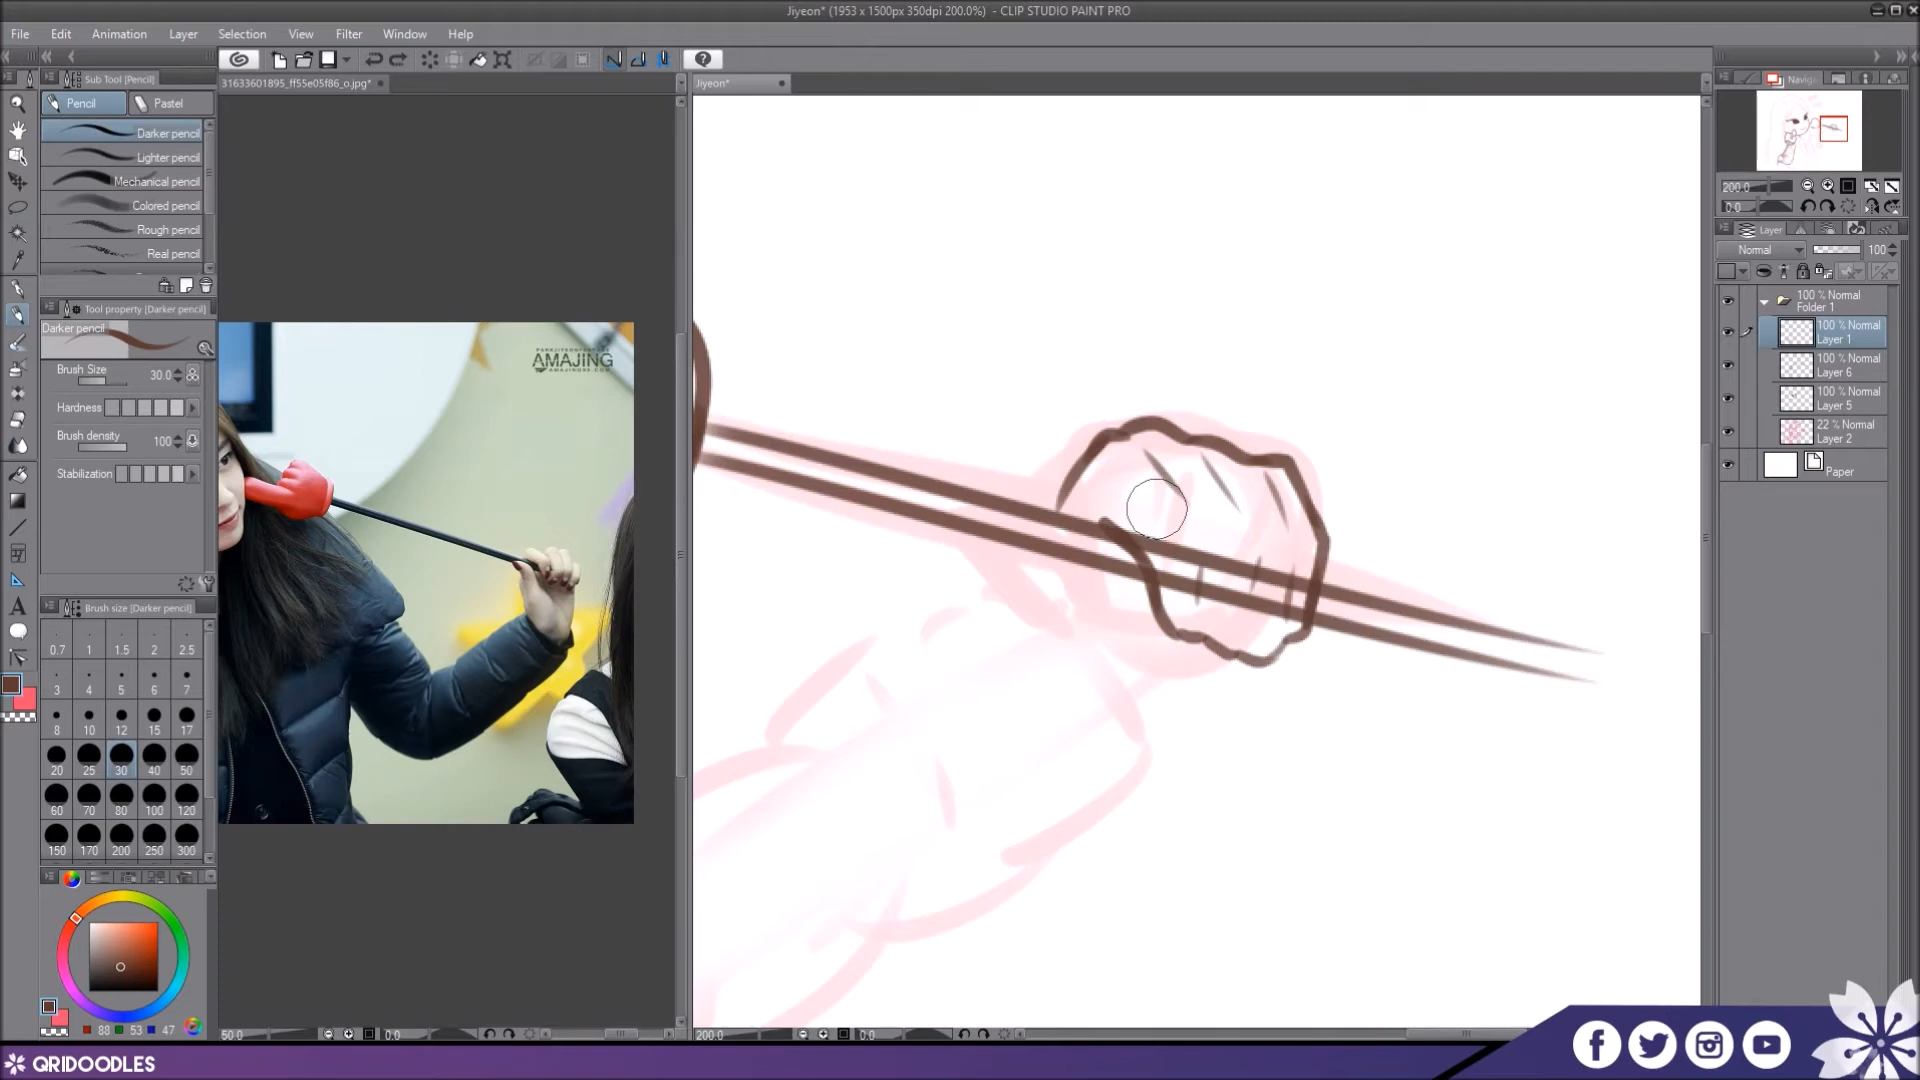 Jiyeon* (1953 x 1500px 350dpi 200.0%) - CLIP STUDIO PAINT PRO
File Edit Animation Layer Selection View Filter Window Help
Sub Tool [Pencil]
31633601895_ff55e05f86_o.jpg*
Jiyeon*
Pencil Pastel
Darker pencil
Lighter pencil
Mechanical pencil
Colored pencil
Rough pencil
Real pencil
Tool property [Darker pencil]
Darker pencil
Brush Size 30.0
Hardness
Brush density 100
Stabilization
Brush size [Darker pencil]
0.7 1 1.5 2 2.5
3 4 5 6 7
8 10 12 15 17
20 25 30 40 50
60 70 80 100 120
150 170 200 250 300
88 53 47
AMAJING
50.0 0.0
200.0 0.0
Naviga
200.0
0.0
Layer
Normal 100
100 % Normal
Folder 1
100 % Normal
Layer 1
100 % Normal
Layer 6
100 % Normal
Layer 5
22 % Normal
Layer 2
Paper
QRIDOODLES